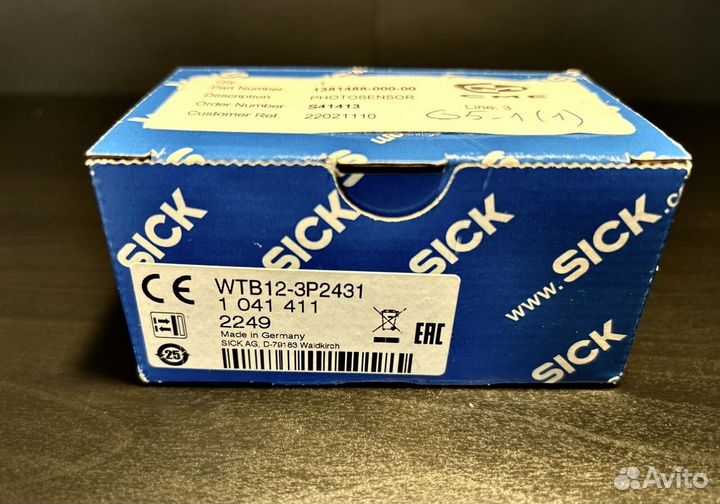 Qty 1
Part Number 1381488-000-00
Description PHOTOSENSOR
Order Number S41413
Customer Ref. 22021110
Line: 3
G5-1(1)
SICK
SICK
SICK
SICK
SICK
SICK
www.
CE WTB12-3P2431
1 041 411
2249
Made in Germany
SICK AG, D-79183 Waldkirch
25
EAC
Avito